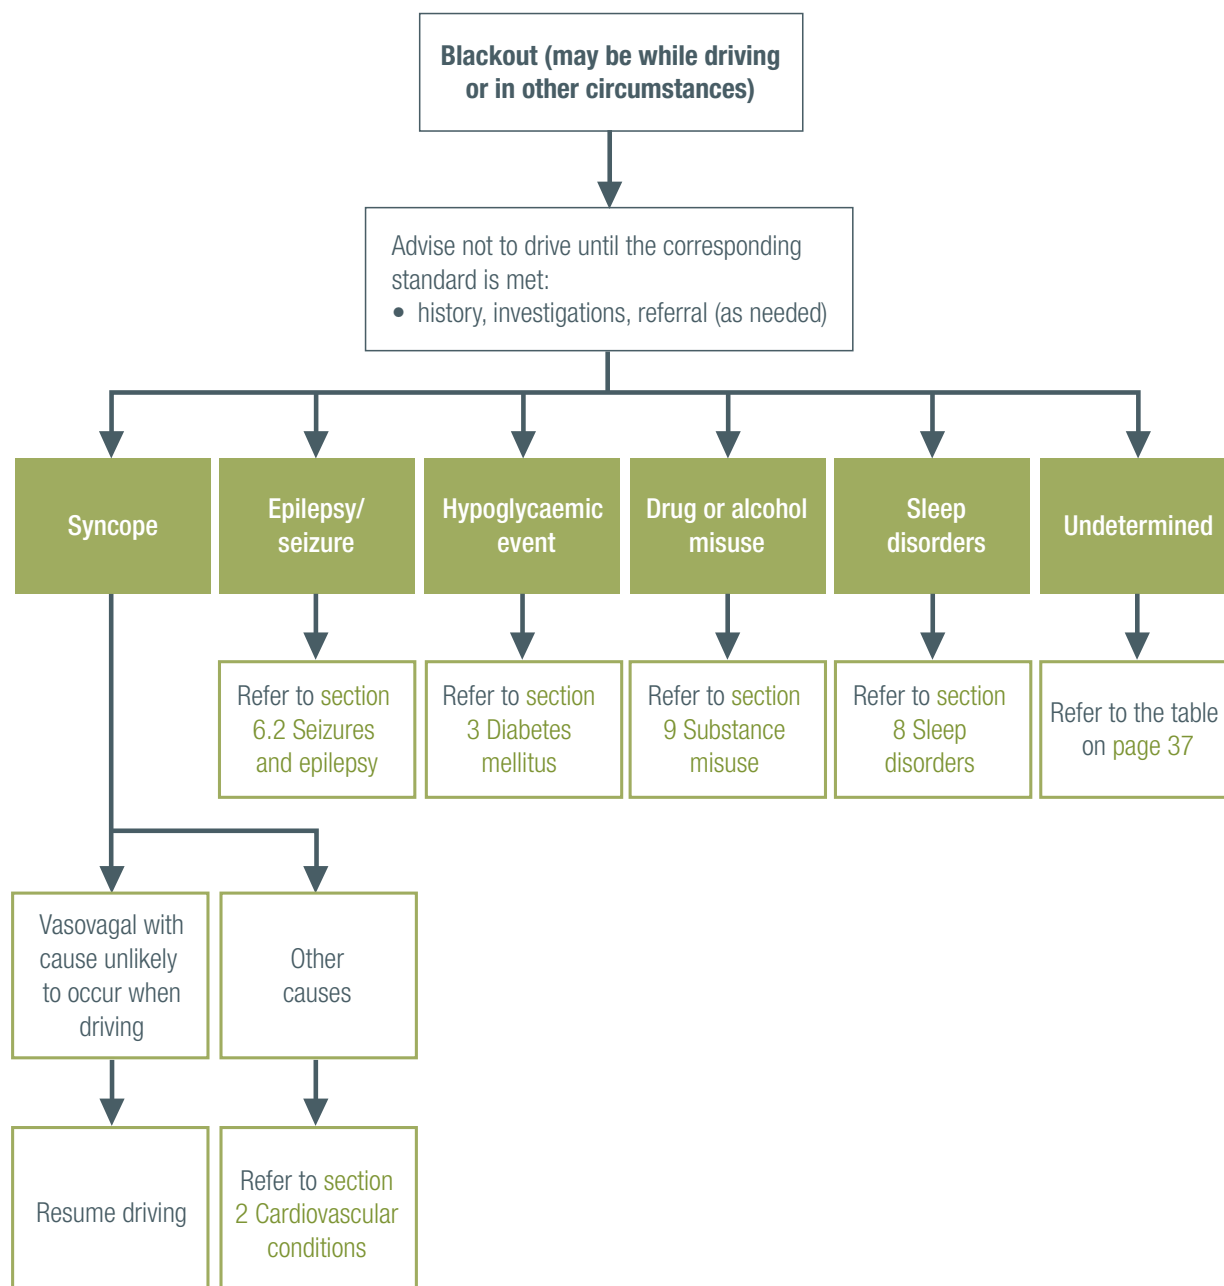 Blackout (may be while driving
or in other circumstances)
Advise not to drive until the corresponding
standard is met:
• history, investigations, referral (as needed)
Syncope
Epilepsy/
seizure
Hypoglycaemic
event
Drug or alcohol
misuse
Sleep
disorders
Undetermined
Refer to section
6.2 Seizures
and epilepsy
Refer to section
3 Diabetes
mellitus
Refer to section
9 Substance
misuse
Refer to section
8 Sleep
disorders
Refer to the table
on page 37
Vasovagal with
cause unlikely
to occur when
driving
Other
causes
Resume driving
Refer to section
2 Cardiovascular
conditions